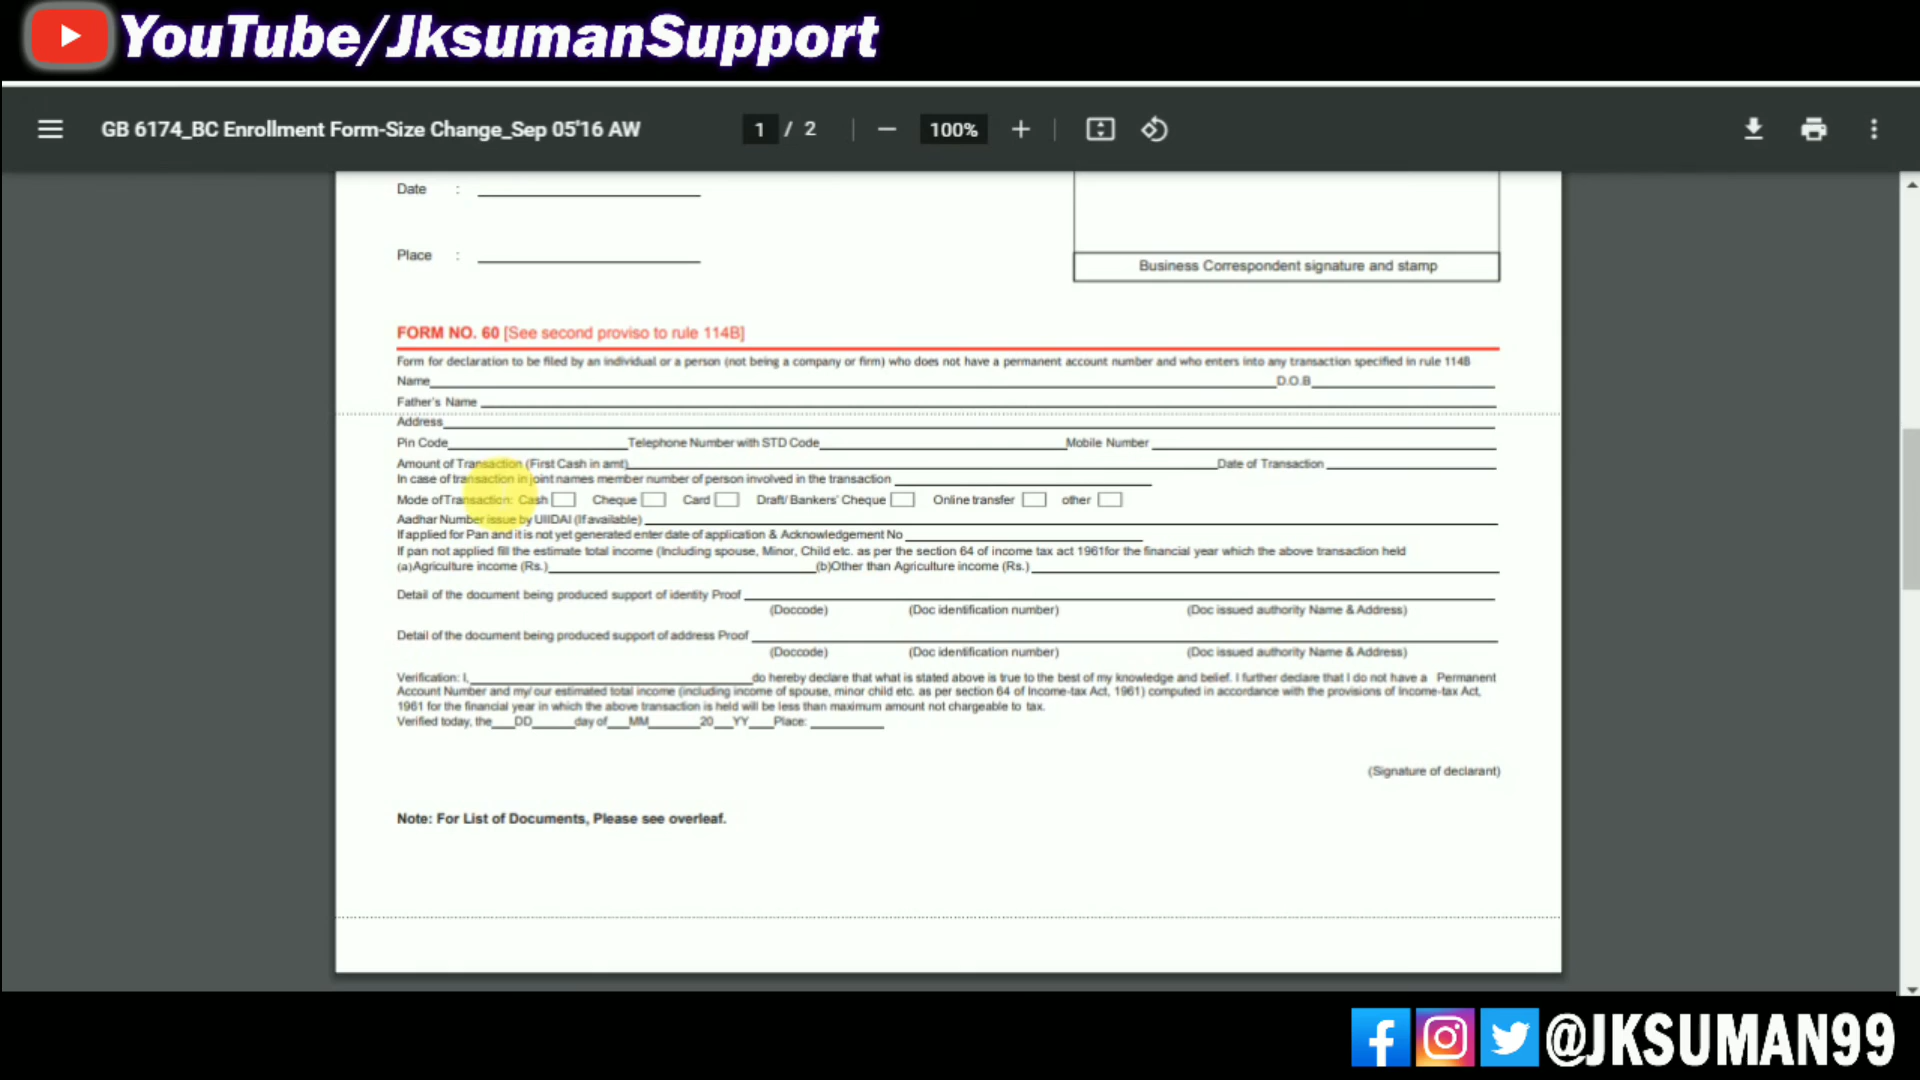 YouTube/JksumanSupport
GB 6174_BC Enrollment Form-Size Change_Sep 05'16 AW
1 / 2
100%
Date :
Place :
Business Correspondent signature and stamp
FORM NO. 60 [See second proviso to rule 114B]
Form for declaration to be filed by an individual or a person (not being a company or firm) who does not have a permanent account number and who enters into any transaction specified in rule 114B
Name D.O.B
Father's Name
Address
Pin Code Telephone Number with STD Code Mobile Number
Amount of Transaction (First Cash in amt) Date of Transaction
In case of transaction in joint names member number of person involved in the transaction
Mode of Transaction: Cash Cheque Card Draft/ Bankers' Cheque Online transfer other
Aadhar Number issue by UIIDAI (If available)
If applied for Pan and it is not yet generated enter date of application & Acknowledgement No
If pan not applied fill the estimate total income (Including spouse, Minor, Child etc. as per the section 64 of income tax act 1961for the financial year which the above transaction held
(a)Agriculture income (Rs.) (b)Other than Agriculture income (Rs.)
Detail of the document being produced support of identity Proof
(Doccode) (Doc identification number) (Doc issued authority Name & Address)
Detail of the document being produced support of address Proof
(Doccode) (Doc identification number) (Doc issued authority Name & Address)
Verification: I, do hereby declare that what is stated above is true to the best of my knowledge and belief. I further declare that I do not have a Permanent
Account Number and my/ our estimated total income (including income of spouse, minor child etc. as per section 64 of Income-tax Act, 1961) computed in accordance with the provisions of Income-tax Act,
1961 for the financial year in which the above transaction is held will be less than maximum amount not chargeable to tax.
Verified today, the DD day of MM 20 YY Place:
(Signature of declarant)
Note: For List of Documents, Please see overleaf.
@JKSUMAN99